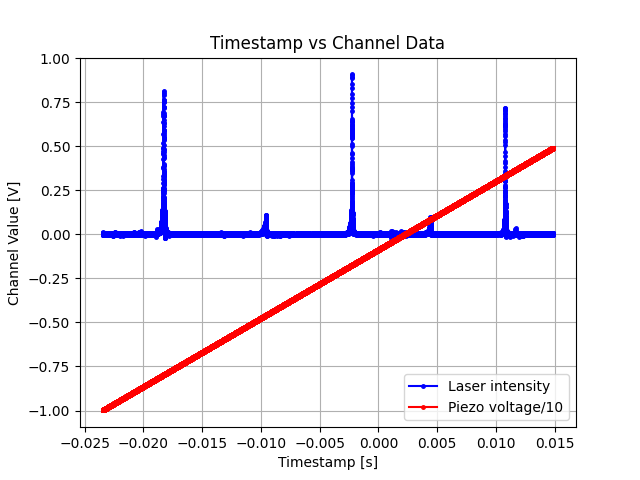 Timestamp vs Channel Data
Channel Value [V]
1.00
0.75
0.50
0.25
0.00
−0.25
−0.50
−0.75
−1.00
Laser intensity
Piezo voltage/10
−0.025 −0.020 −0.015 −0.010 −0.005 0.000 0.005 0.010 0.015
Timestamp [s]